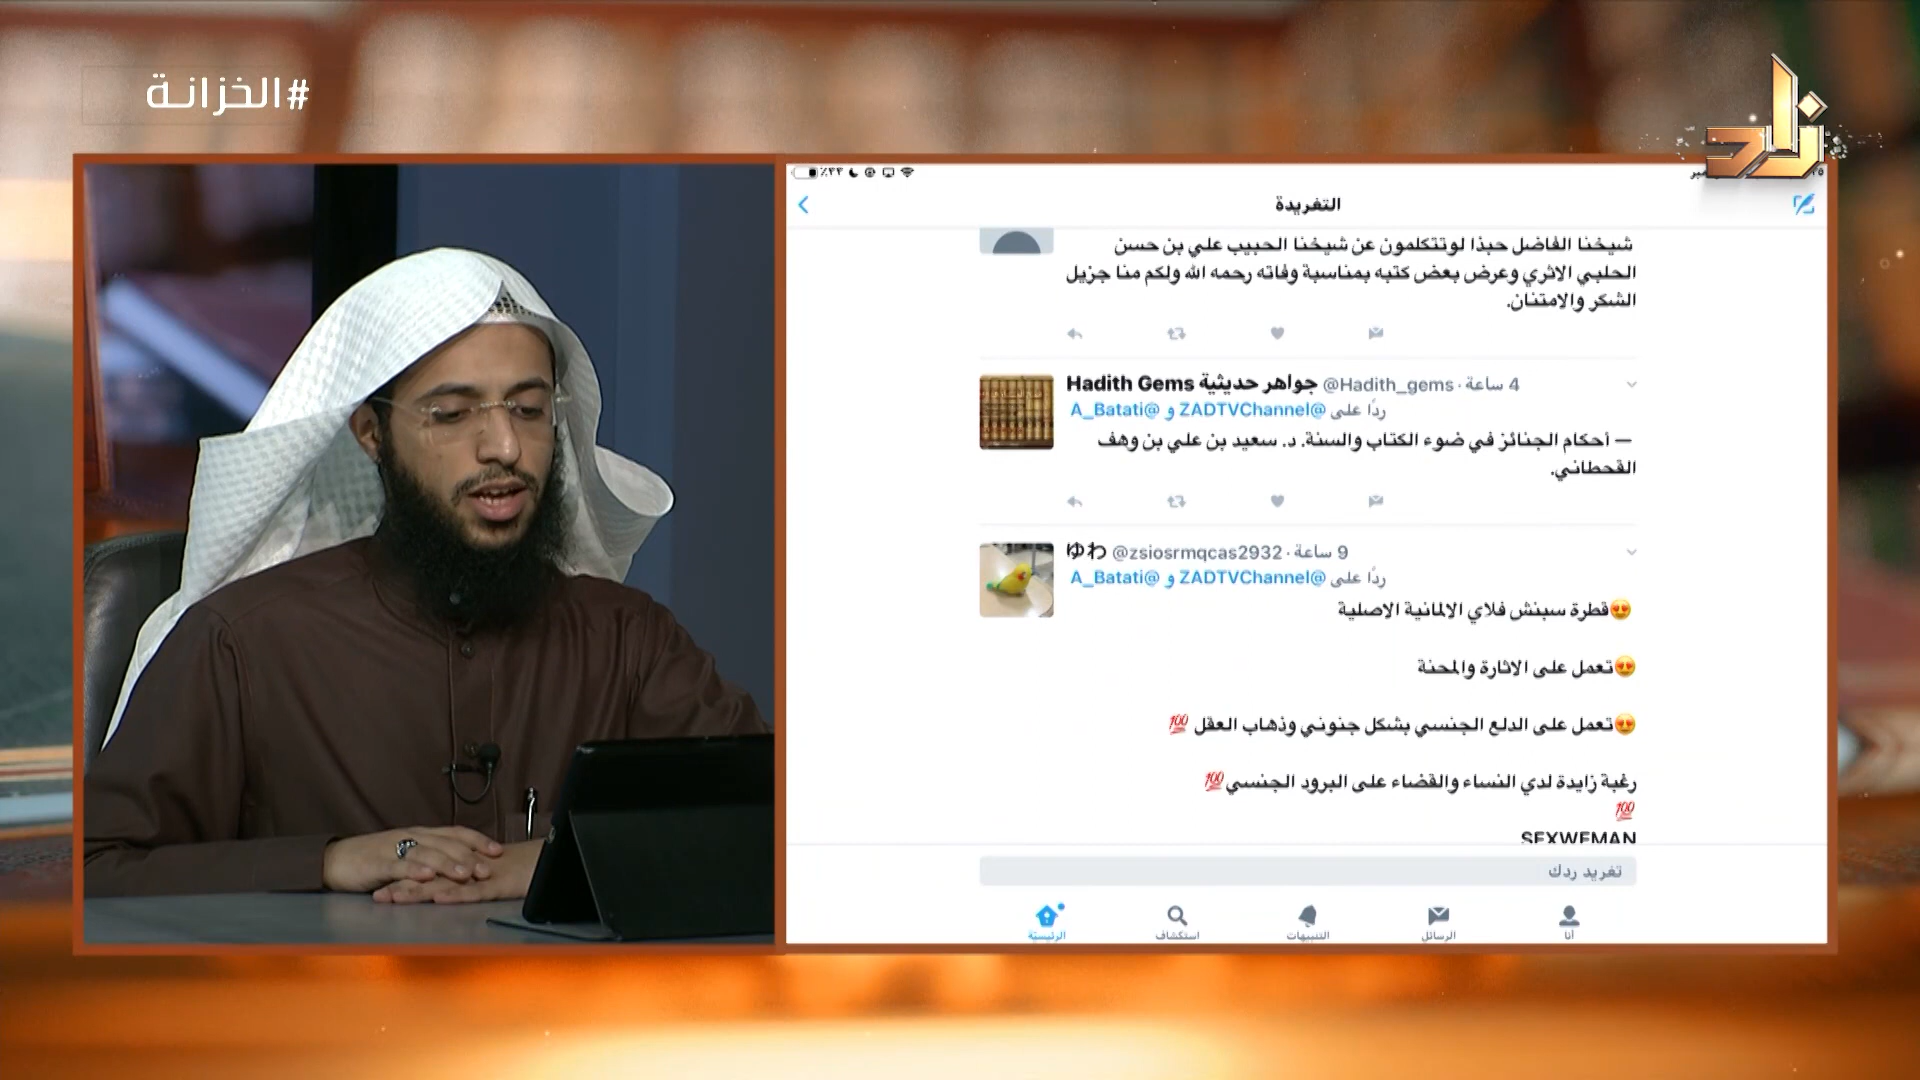 #الخزانة
زاد
٪٣٣
التغريدة
شيخنا الفاضل حبذا لوتتكلمون عن شيخنا الحبيب علي بن حسن
الحلبي الاثري وعرض بعض كتبه بمناسبة وفاته رحمه الله ولكم منا جزيل
الشكر والامتنان.
Hadith Gems جواهر حديثية @Hadith_gems · 4 ساعة
ردًا على @ZADTVChannel و @A_Batati
— أحكام الجنائز في ضوء الكتاب والسنة. د. سعيد بن علي بن وهف
القحطاني.
ゆわ @zsiosrmqcas2932 · 9 ساعة
ردًا على @ZADTVChannel و @A_Batati
😍قطرة سبنش فلاي الالمانية الاصلية
😍تعمل على الاثارة والمحنة
😍تعمل على الدلع الجنسي بشكل جنوني وذهاب العقل 💯
رغبة زايدة لدي النساء والقضاء على البرود الجنسي💯
💯
SEXWEMAN
تغريد ردك
الرئيسية
استكشاف
التنبيهات
الرسائل
أنا